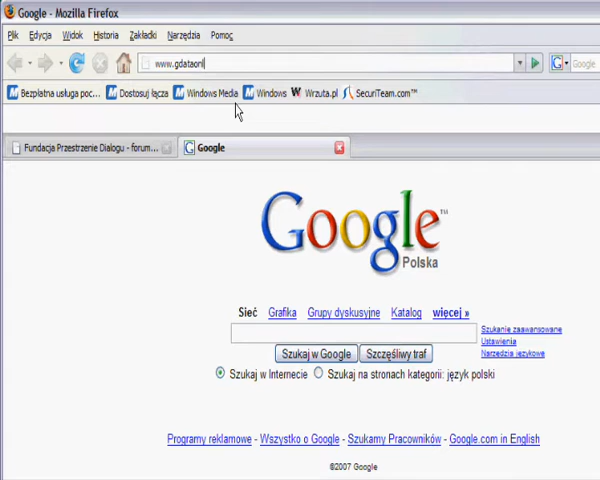 Google - Mozilla Firefox
Plik Edycja Widok Historia Zakładki Narzędzia Pomoc
www.gdataonl G Google
Bezpłatna usługa poc... Dostosuj łącza Windows Media Windows W Wrzuta.pl SecuriTeam.com™
Fundacja Przestrzenie Dialogu - forum... G Google
Google™
Polska
Sieć Grafika Grupy dyskusyjne Katalog więcej »
Szukanie zaawansowane
Ustawienia
Szukaj w Google Szczęśliwy traf Narzędzia językowe
Szukaj w Internecie Szukaj na stronach kategorii: język polski
Programy reklamowe - Wszystko o Google - Szukamy Pracowników - Google.com in English
©2007 Google